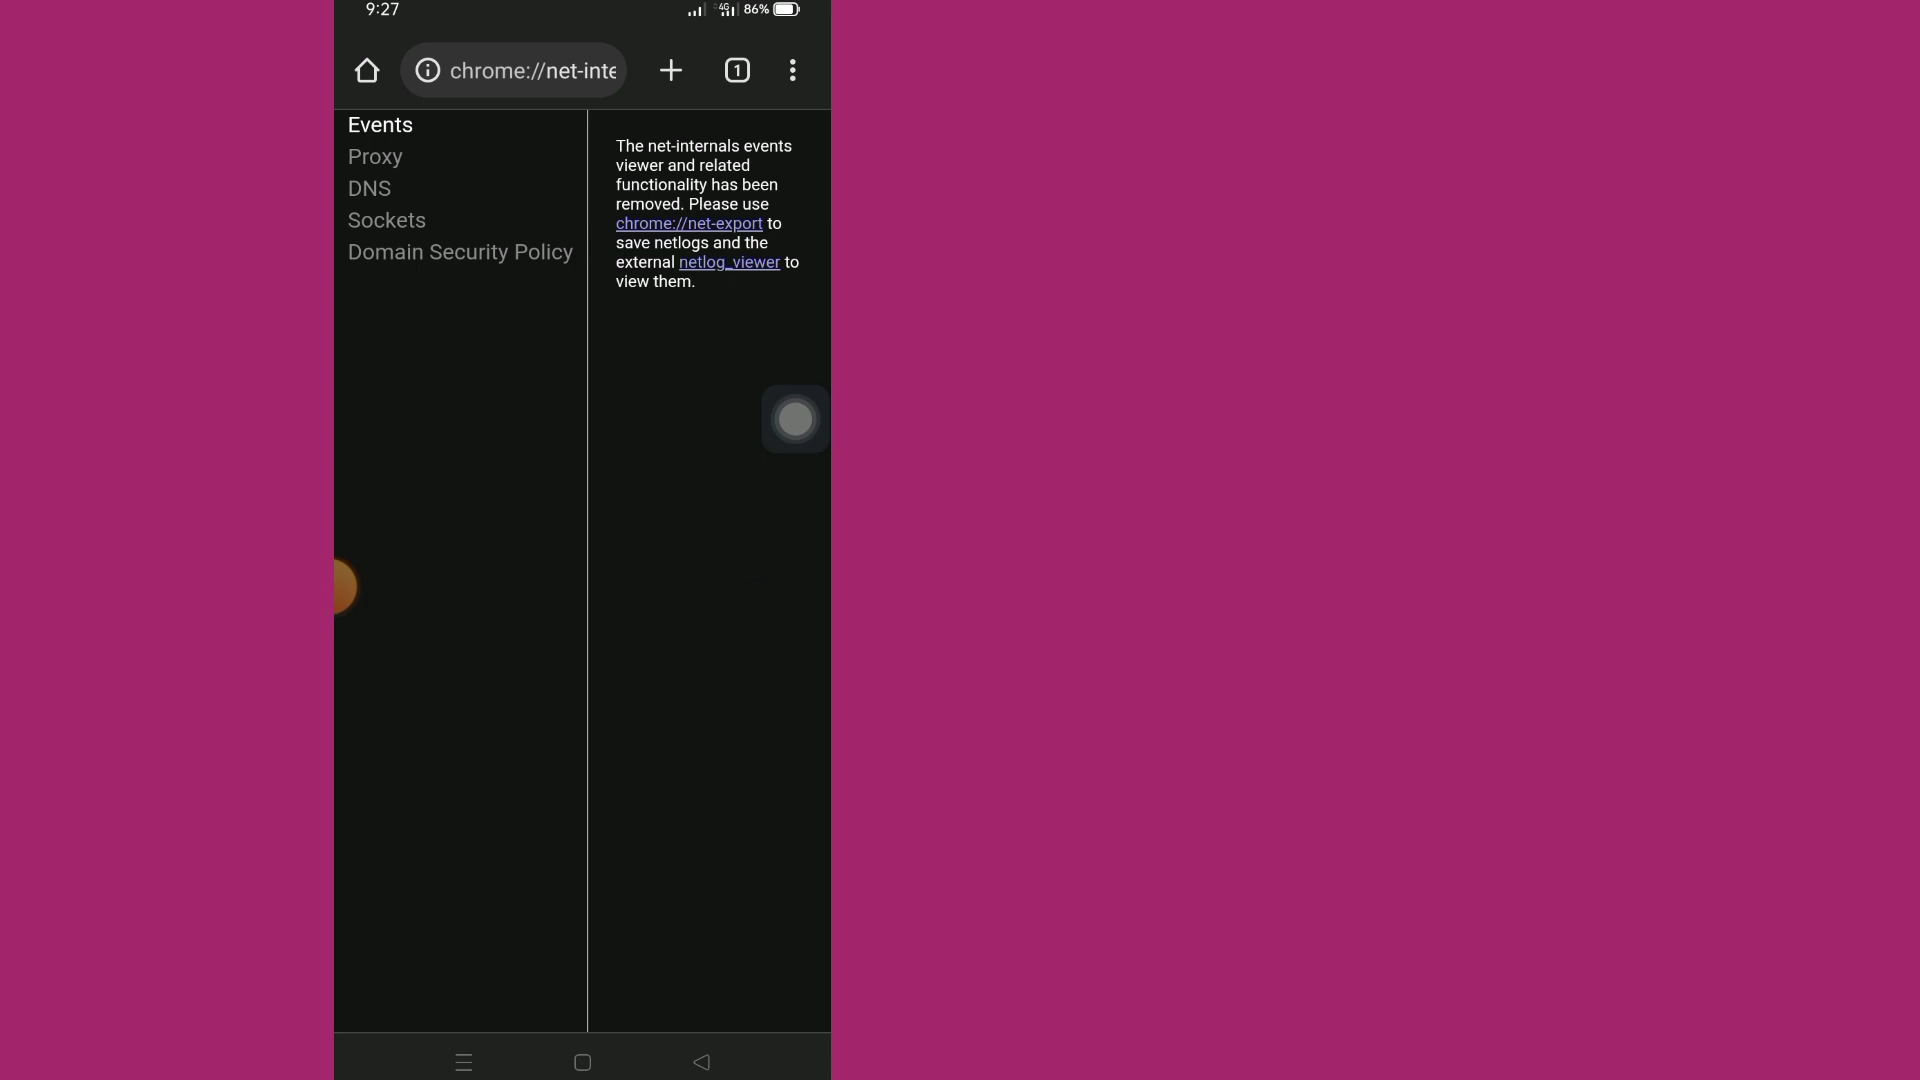 9:27
4G 86%
chrome://net-inte
1
Events
Proxy
DNS
Sockets
Domain Security Policy
The net-internals events
viewer and related
functionality has been
removed. Please use
chrome://net-export to
save netlogs and the
external netlog_viewer to
view them.